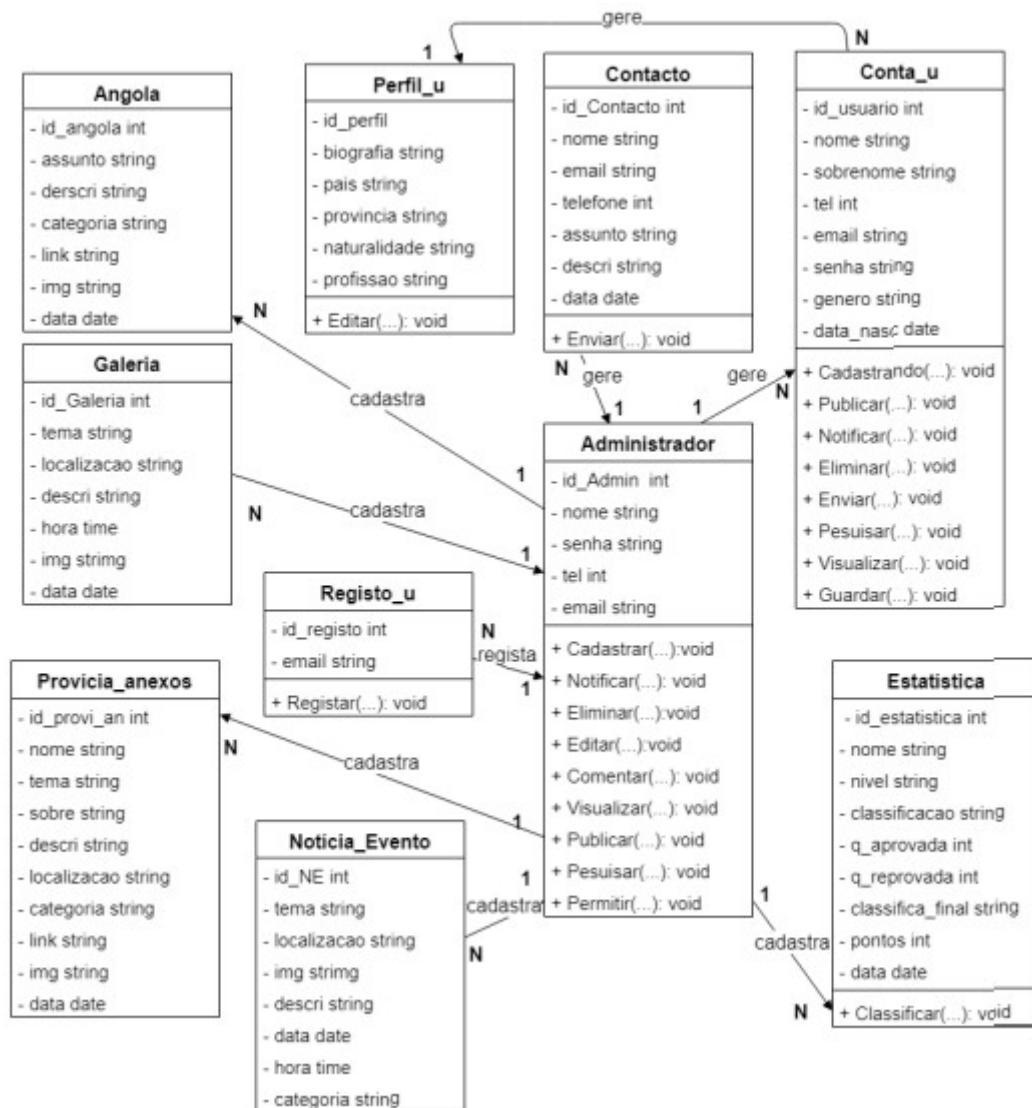 gere
1
N
Angola
- id_angola int
- assunto string
- derscri string
- categoria string
- link string
- img string
- data date
Perfil_u
- id_perfil
- biografia string
- pais string
- provincia string
- naturalidade string
- profissao string
+ Editar(...): void
Contacto
- id_Contacto int
- nome string
- email string
- telefone int
- assunto string
- descri string
- data date
+ Enviar(...): void
Conta_u
- id_usuario int
- nome string
- sobrenome string
- tel int
- email string
- senha string
- genero string
- data_nasc date
+ Cadastrando(...): void
+ Publicar(...): void
+ Notificar(...): void
+ Eliminar(...): void
+ Enviar(...): void
+ Pesuisar(...): void
+ Visualizar(...): void
+ Guardar(...): void
N
cadastra
1
N
gere
1
1
gere
N
Galeria
- id_Galeria int
- tema string
- localizacao string
- descri string
- hora time
- img strimg
- data date
N
cadastra
1
Administrador
- id_Admin int
- nome string
- senha string
- tel int
- email string
+ Cadastrar(...):void
+ Notificar(...): void
+ Eliminar(...):void
+ Editar(...):void
+ Comentar(...): void
+ Visualizar(...): void
+ Publicar(...): void
+ Pesuisar(...): void
+ Permitir(...): void
Registo_u
- id_registo int
- email string
+ Registar(...): void
N
regista
1
Provicia_anexos
- id_provi_an int
- nome string
- tema string
- sobre string
- descri string
- localizacao string
- categoria string
- link string
- img string
- data date
N
cadastra
1
Noticia_Evento
- id_NE int
- tema string
- localizacao string
- img strimg
- descri string
- data date
- hora time
- categoria string
1
cadastra
N
Estatistica
- id_estatistica int
- nome string
- nivel string
- classificacao string
- q_aprovada int
- q_reprovada int
- classifica_final string
- pontos int
- data date
+ Classificar(...): void
1
cadastra
N